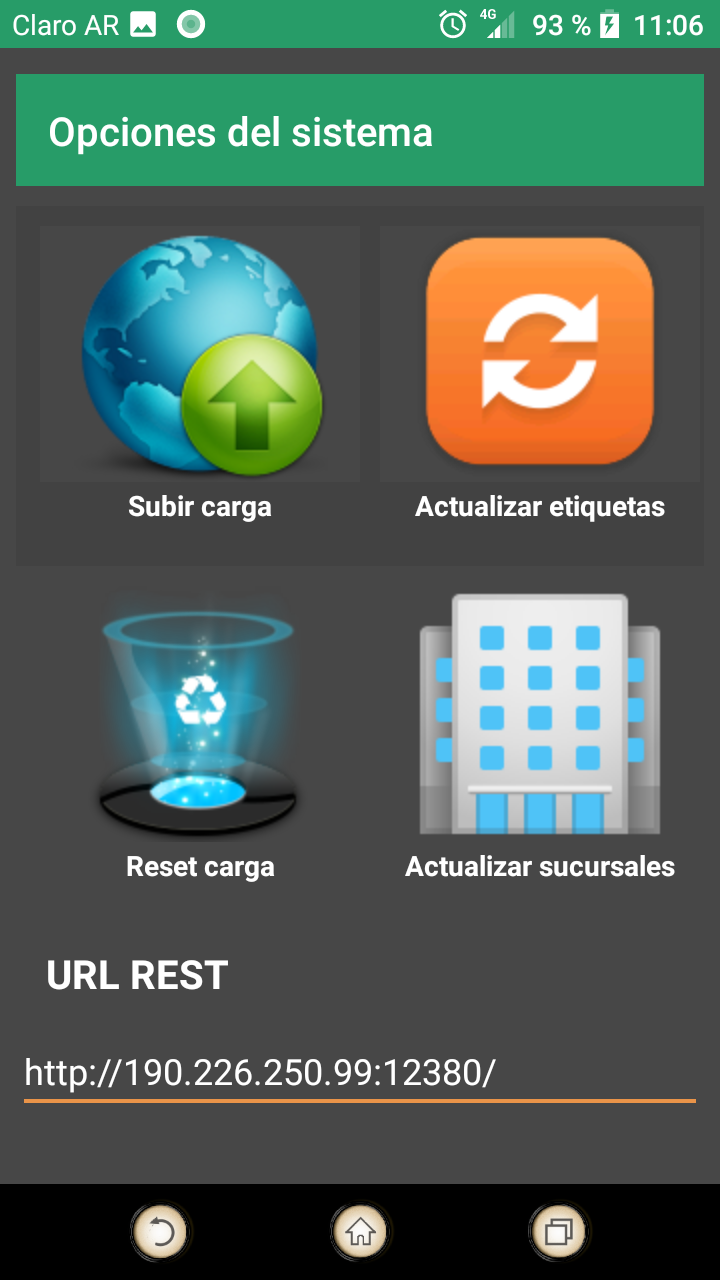 Claro AR 4G 93 % 11:06
Opciones del sistema
Subir carga Actualizar etiquetas
Reset carga Actualizar sucursales
URL REST
http://190.226.250.99:12380/